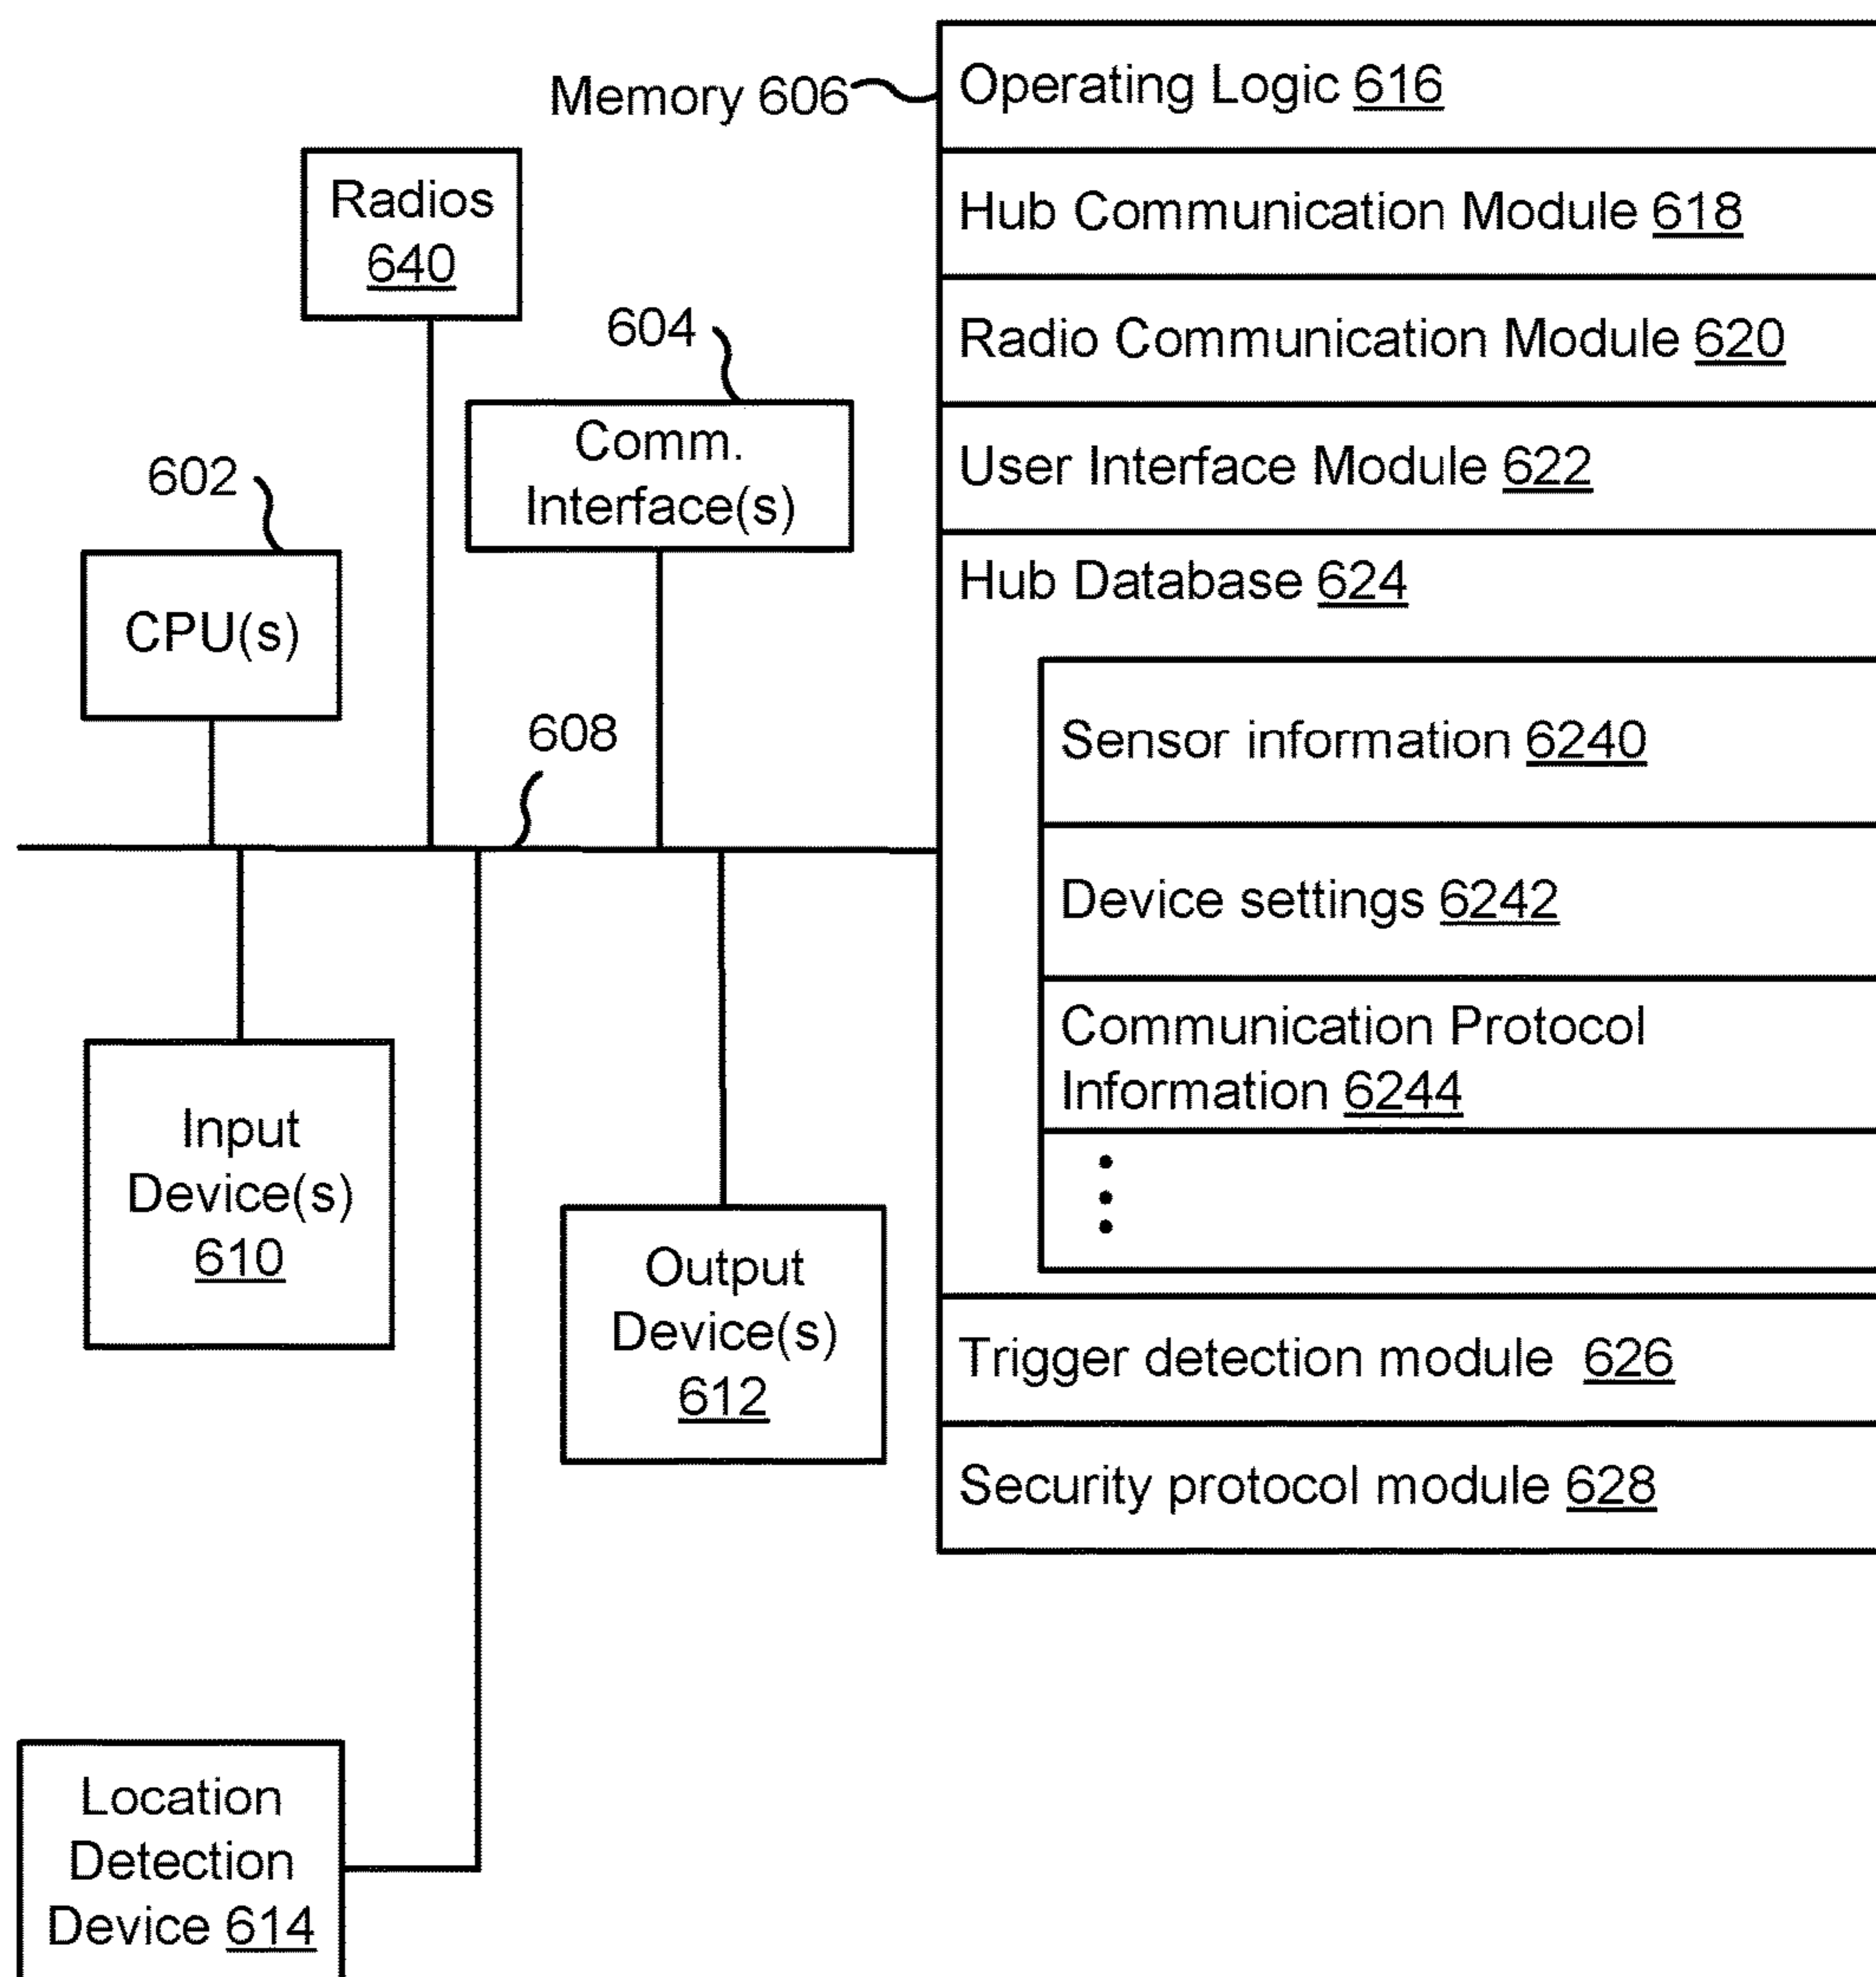 Memory 606
Operating Logic 616
Hub Communication Module 618
Radio Communication Module 620
User Interface Module 622
Hub Database 624
Sensor information 6240
Device settings 6242
Communication Protocol
Information 6244
Trigger detection module 626
Security protocol module 628
Radios
640
604
Comm.
Interface(s)
602
CPU(s)
608
Input
Device(s)
610
Output
Device(s)
612
Location
Detection
Device 614